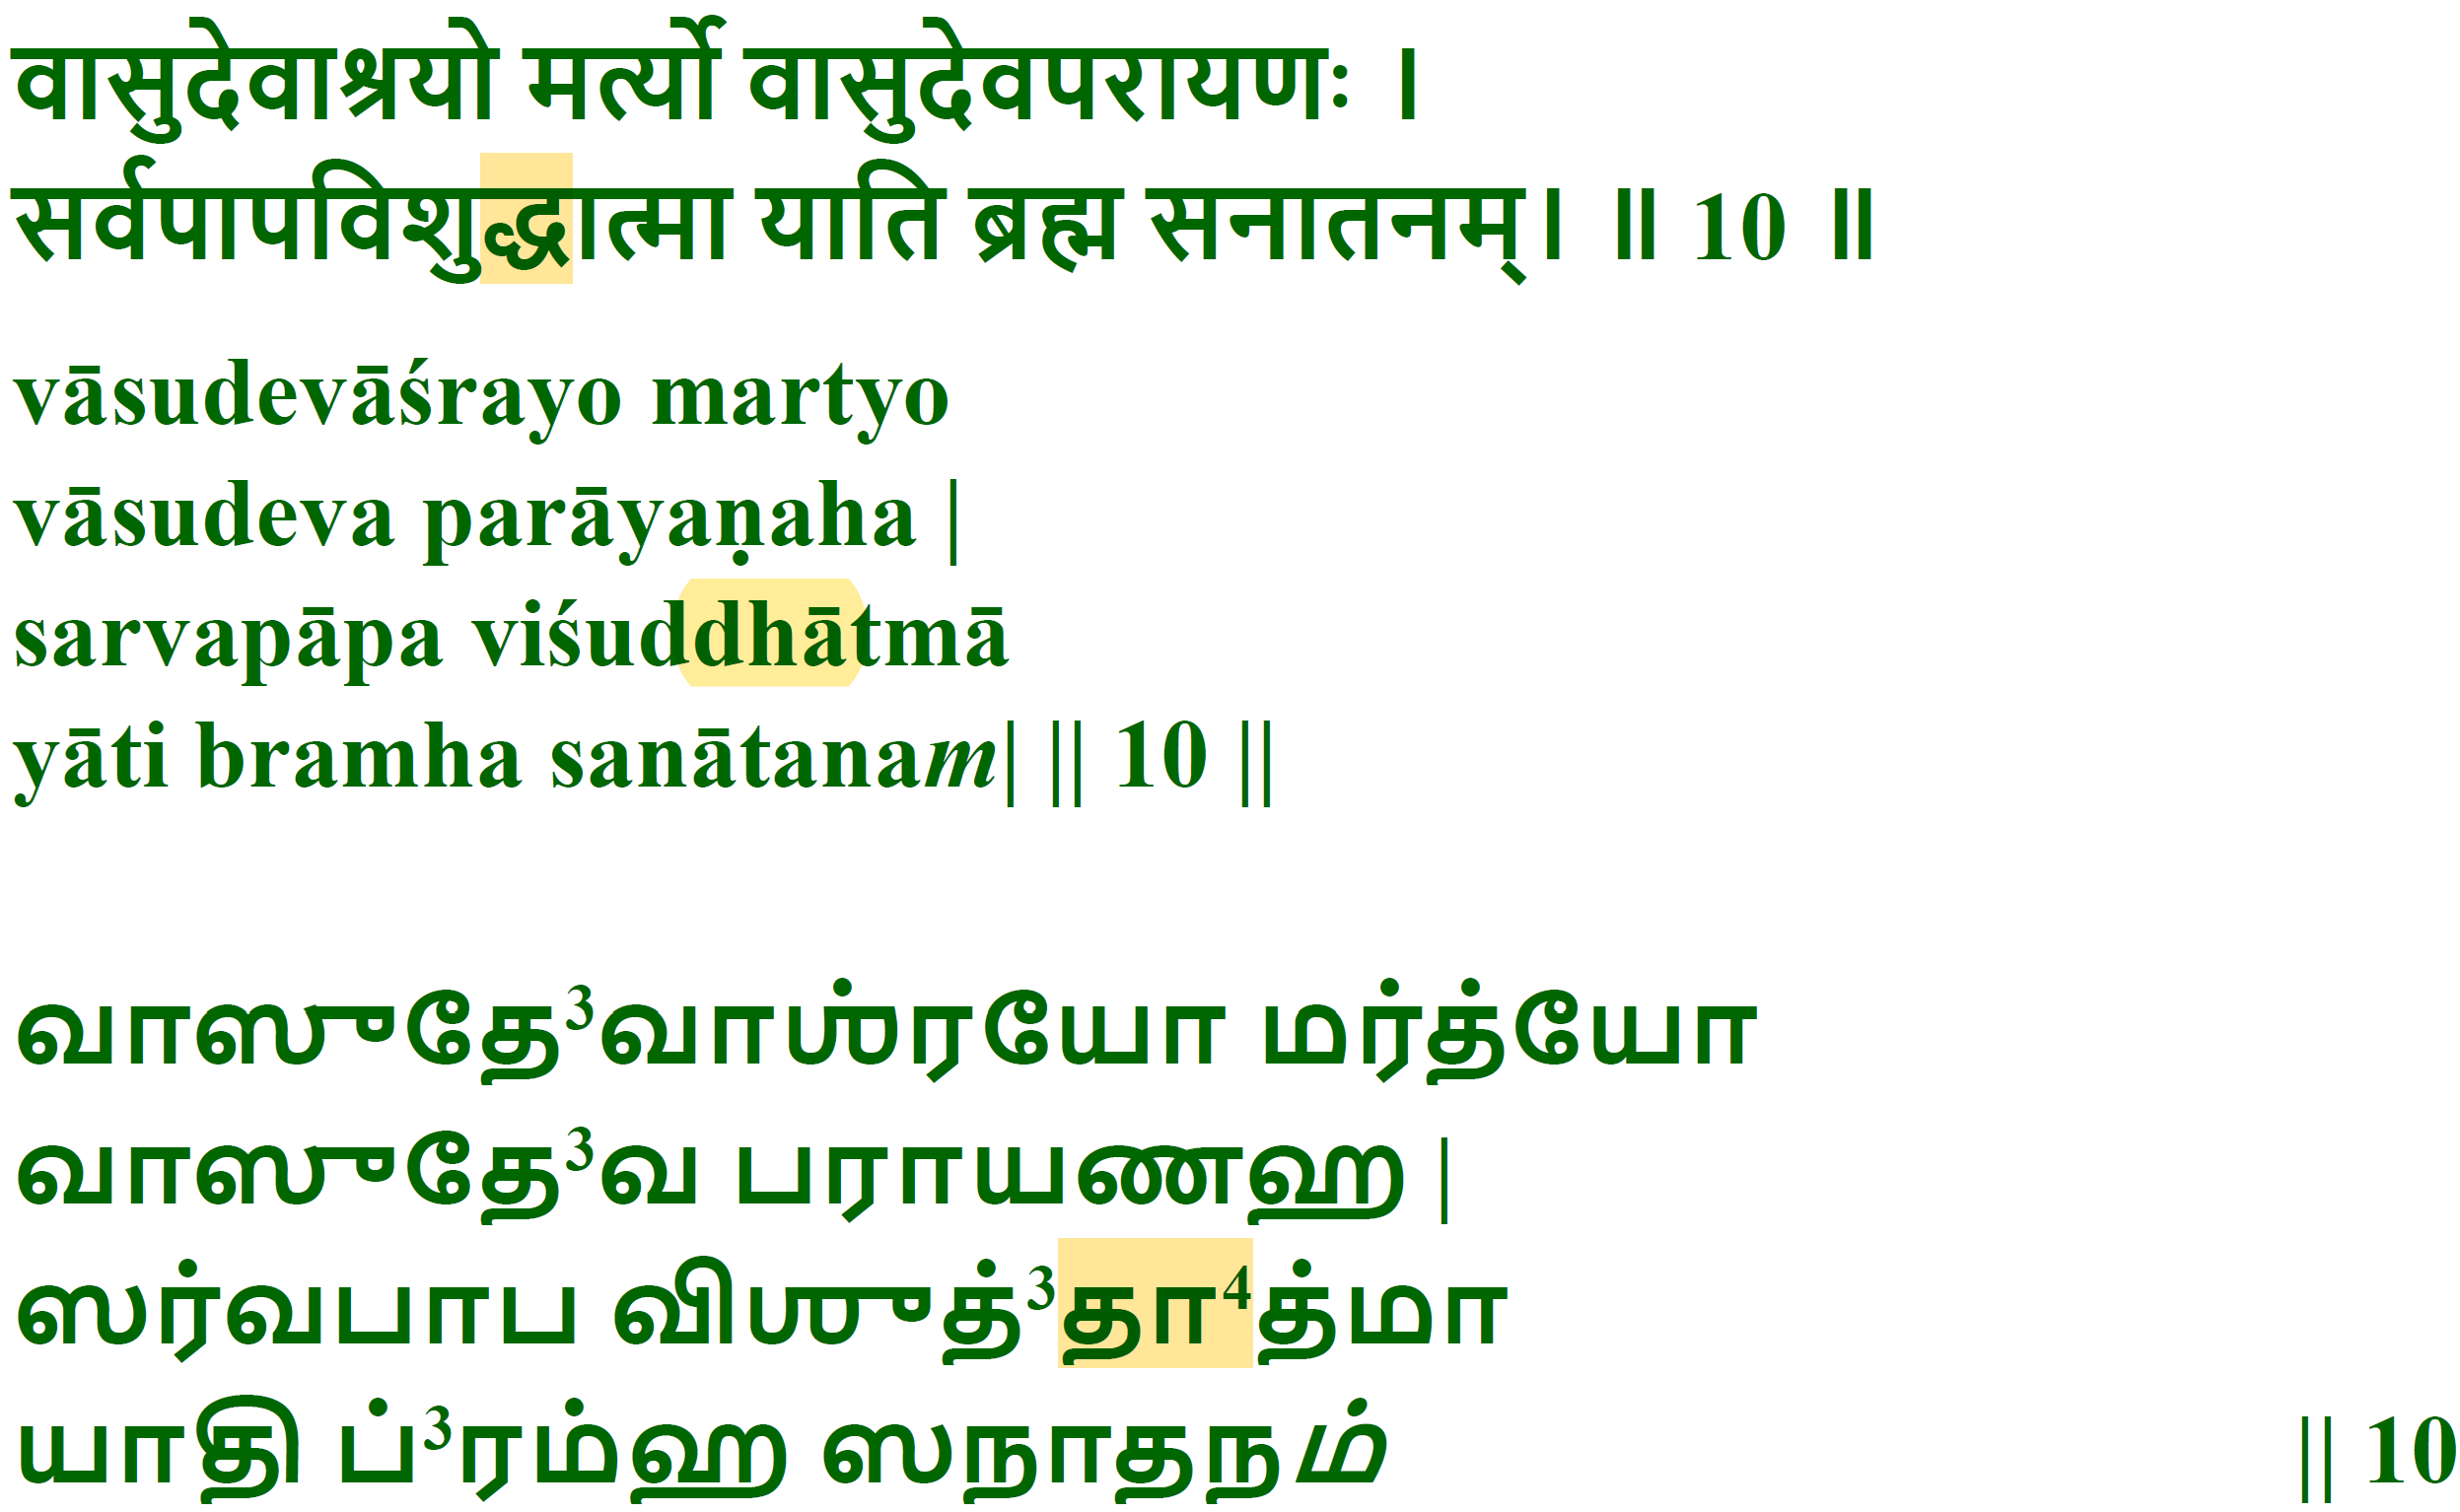 वासुदेवाश्रयो मर्त्यो वासुदेवपरायणः ।
सर्वपापविशुद्धात्मा याति ब्रह्म सनातनम्। ॥ 10 ॥
vāsudevāśrayo martyo
vāsudeva parāyaṇaha |
sarvapāpa viśuddhātmā
yāti bramha sanātanam| || 10 ||
வாஸுதே³வாஶ்ரயோ மர்த்யோ
வாஸுதே³வ பராயணஹ |
ஸர்வபாப விஶுத்³தா⁴த்மா
யாதி ப்³ரம்ஹ ஸநாதநம் || 10